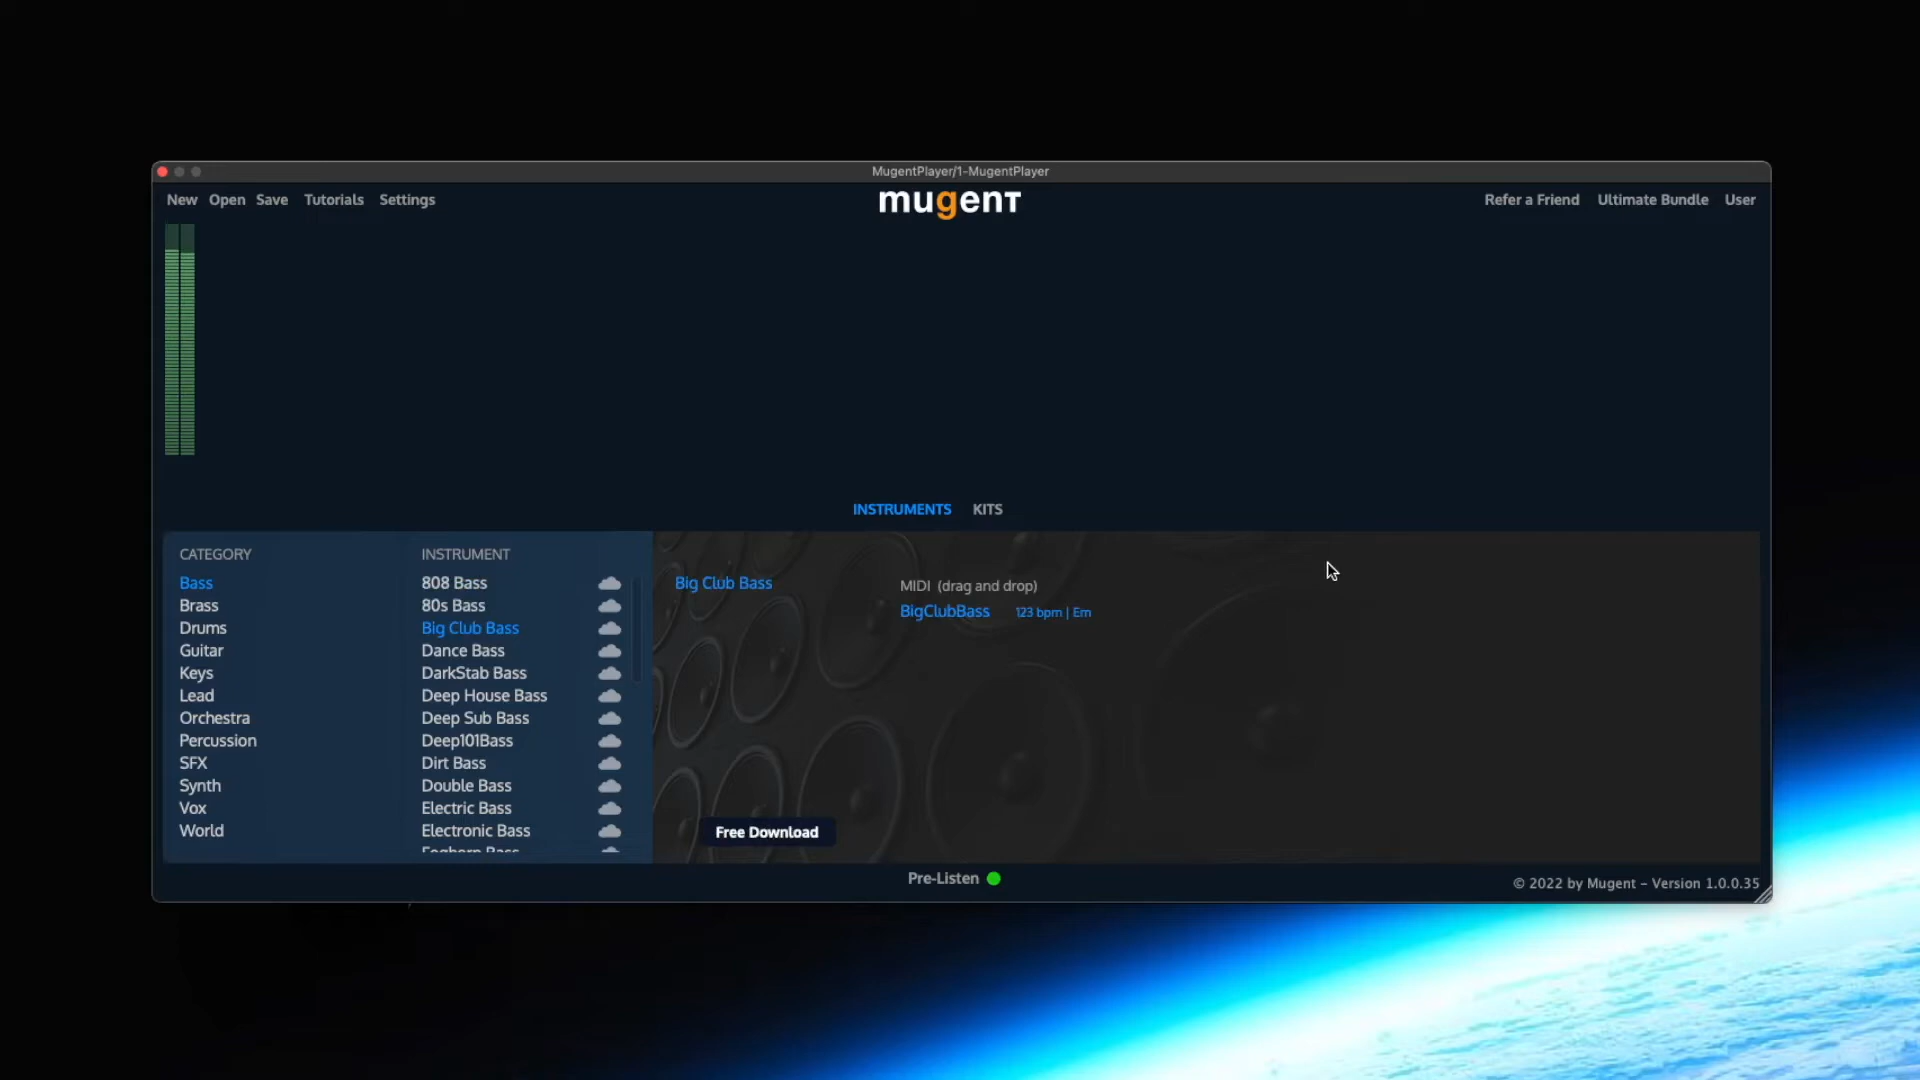 MugentPlayer/1-MugentPlayer
New Open Save Tutorials Settings
mugent
Refer a Friend Ultimate Bundle User
INSTRUMENTS KITS
CATEGORY
Bass
Brass
Drums
Guitar
Keys
Lead
Orchestra
Percussion
SFX
Synth
Vox
World
INSTRUMENT
808 Bass
80s Bass
Big Club Bass
Dance Bass
DarkStab Bass
Deep House Bass
Deep Sub Bass
Deep101Bass
Dirt Bass
Double Bass
Electric Bass
Electronic Bass
Foghorn Bass
Big Club Bass
MIDI (drag and drop)
BigClubBass 123 bpm | Em
Free Download
Pre-Listen
© 2022 by Mugent – Version 1.0.0.35